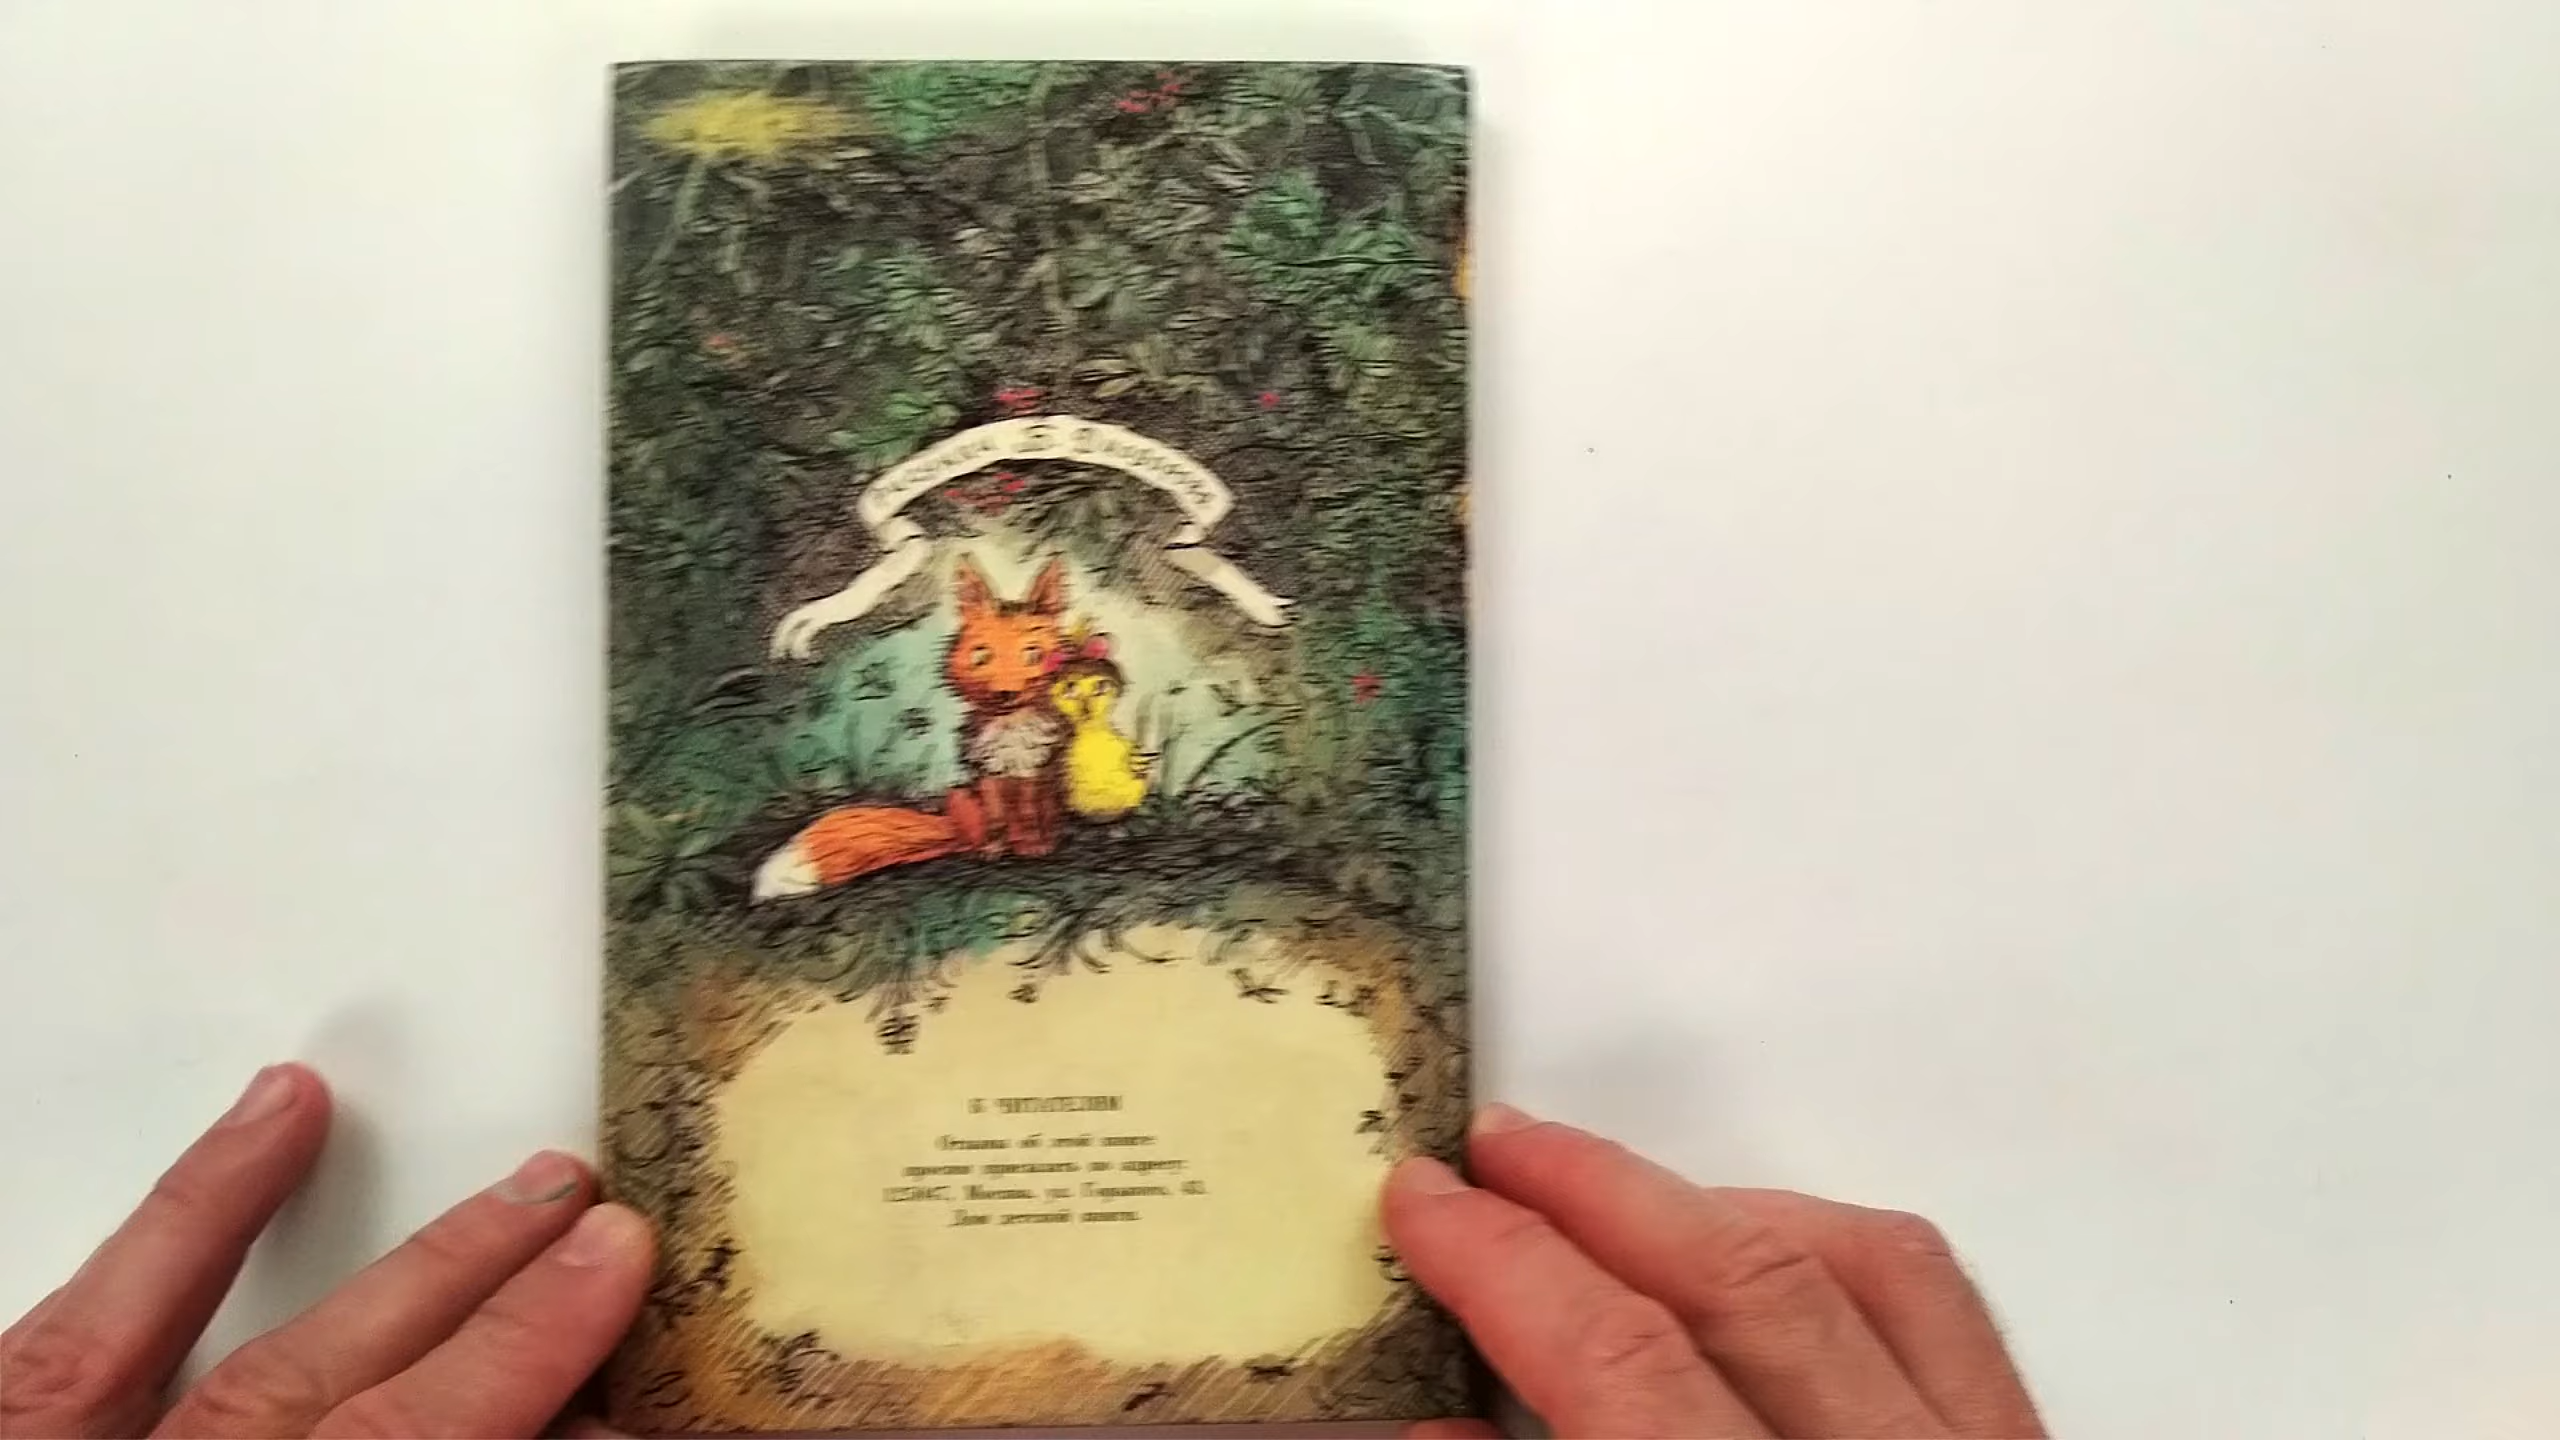 К ЧИТАТЕЛЯМ
Отзывы об этой книге
просим присылать по адресу:
125047, Москва, ул. Горького, 43.
Дом детской книги.